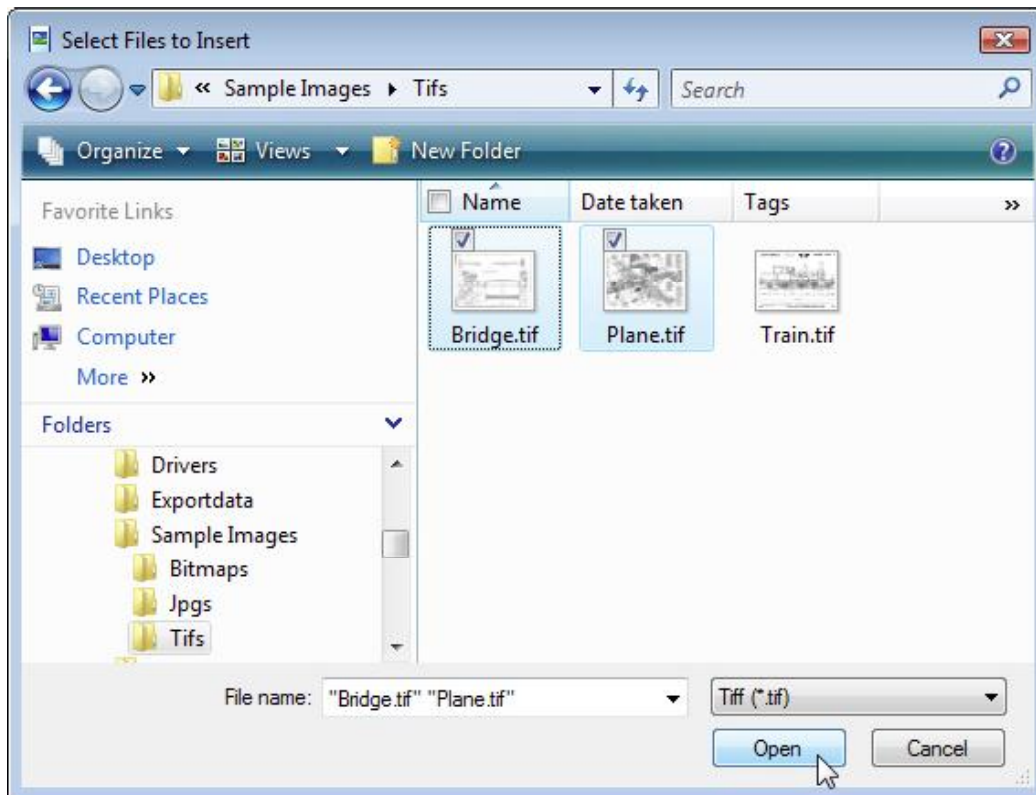 Select Files to Insert
« Sample Images ▸ Tifs
Search
Organize
Views
New Folder
Favorite Links
Desktop
Recent Places
Computer
More »
Folders
Drivers
Exportdata
Sample Images
Bitmaps
Jpgs
Tifs
Name Date taken Tags »
Bridge.tif Plane.tif Train.tif
File name: "Bridge.tif" "Plane.tif" Tiff (*.tif)
Open Cancel